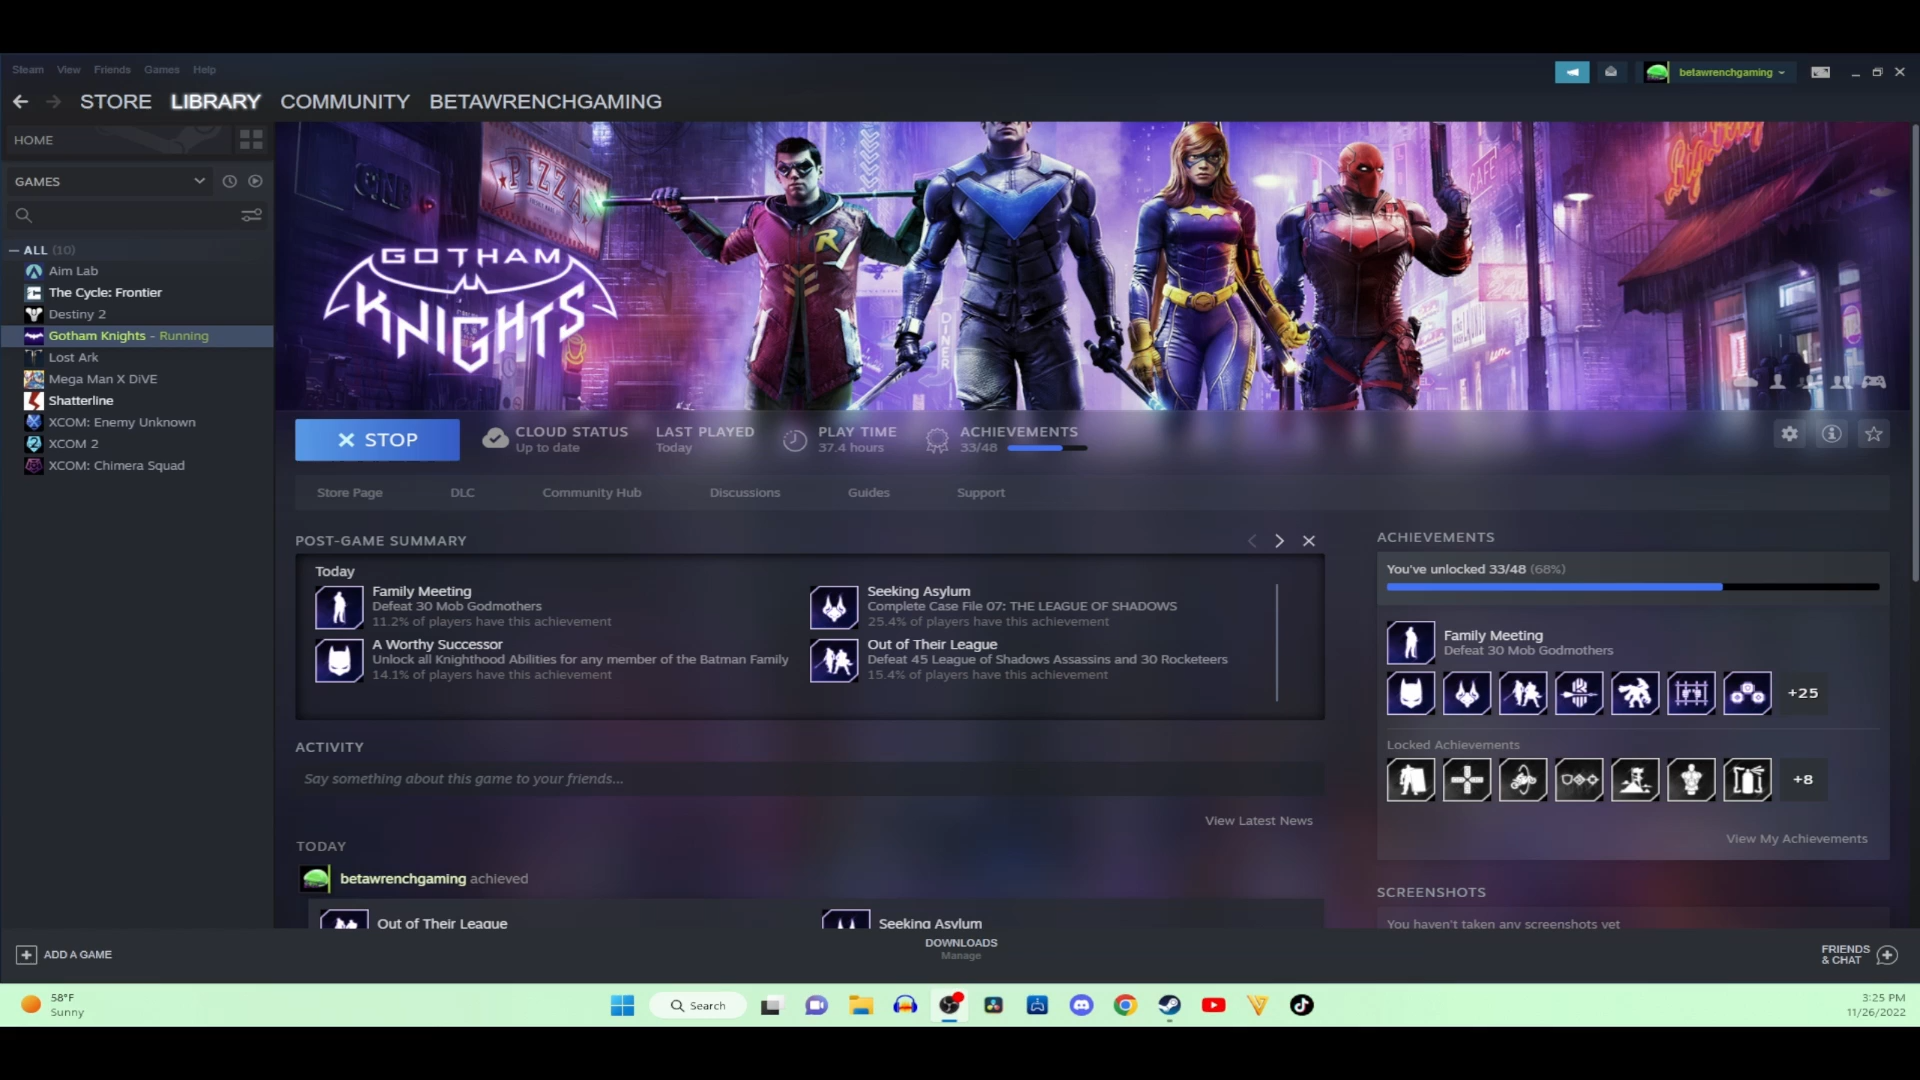 Steam View Friends Games Help
betawrenchgaming
STORE LIBRARY COMMUNITY BETAWRENCHGAMING
HOME
GAMES
ALL (10)
Aim Lab
The Cycle: Frontier
Destiny 2
Gotham Knights - Running
Lost Ark
Mega Man X DiVE
Shatterline
XCOM: Enemy Unknown
XCOM 2
XCOM: Chimera Squad
PIZZA
DINER
CAFE
GOTHAM
KNIGHTS
STOP
CLOUD STATUS
Up to date
LAST PLAYED
Today
PLAY TIME
37.4 hours
ACHIEVEMENTS
33/48
Store Page DLC Community Hub Discussions Guides Support
POST-GAME SUMMARY
Today
Family Meeting
Defeat 30 Mob Godmothers
11.2% of players have this achievement
Seeking Asylum
Complete Case File 07: THE LEAGUE OF SHADOWS
25.4% of players have this achievement
A Worthy Successor
Unlock all Knighthood Abilities for any member of the Batman Family
14.1% of players have this achievement
Out of Their League
Defeat 45 League of Shadows Assassins and 30 Rocketeers
15.4% of players have this achievement
ACTIVITY
Say something about this game to your friends...
View Latest News
TODAY
betawrenchgaming achieved
Out of Their League
Seeking Asylum
ACHIEVEMENTS
You've unlocked 33/48 (68%)
Family Meeting
Defeat 30 Mob Godmothers
+25
Locked Achievements
+8
View My Achievements
SCREENSHOTS
You haven't taken any screenshots yet
ADD A GAME
DOWNLOADS
Manage
FRIENDS
& CHAT
58°F
Sunny
Search
3:25 PM
11/26/2022